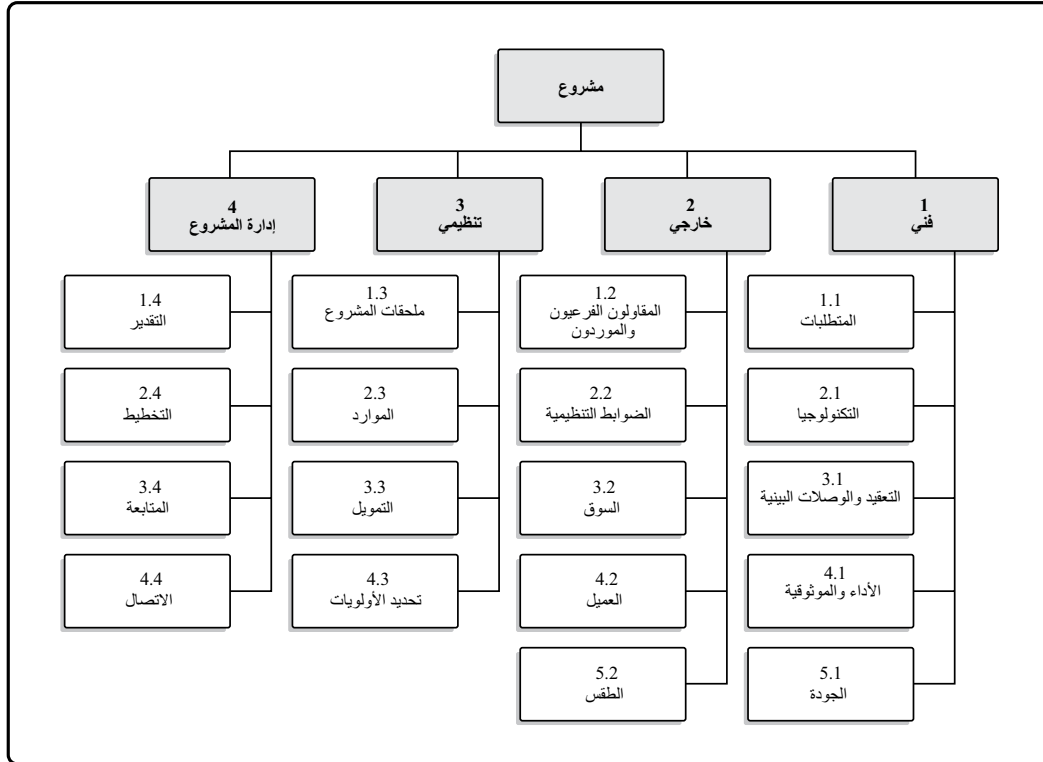 مشروع
1
فني
2
خارجي
3
تنظيمي
4
إدارة المشروع
1.1
المتطلبات
2.1
التكنولوجيا
3.1
التعقيد والوصلات البينية
4.1
الأداء والموثوقية
5.1
الجودة
1.2
المقاولون الفرعيون
والموردون
2.2
الضوابط التنظيمية
3.2
السوق
4.2
العميل
5.2
الطقس
1.3
ملحقات المشروع
2.3
الموارد
3.3
التمويل
4.3
تحديد الأولويات
1.4
التقدير
2.4
التخطيط
3.4
المتابعة
4.4
الاتصال